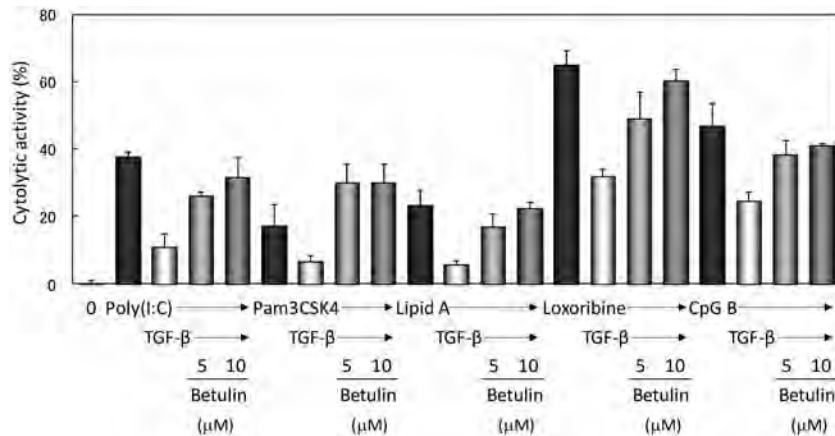 80
60
40
20
0
Cytolytic activity (%)
0 Poly(I:C) Pam3CSK4 Lipid A Loxoribine CpG B
TGF-β TGF-β TGF-β TGF-β TGF-β
5 10 5 10 5 10 5 10 5 10
Betulin Betulin Betulin Betulin Betulin
(μM) (μM) (μM) (μM) (μM)